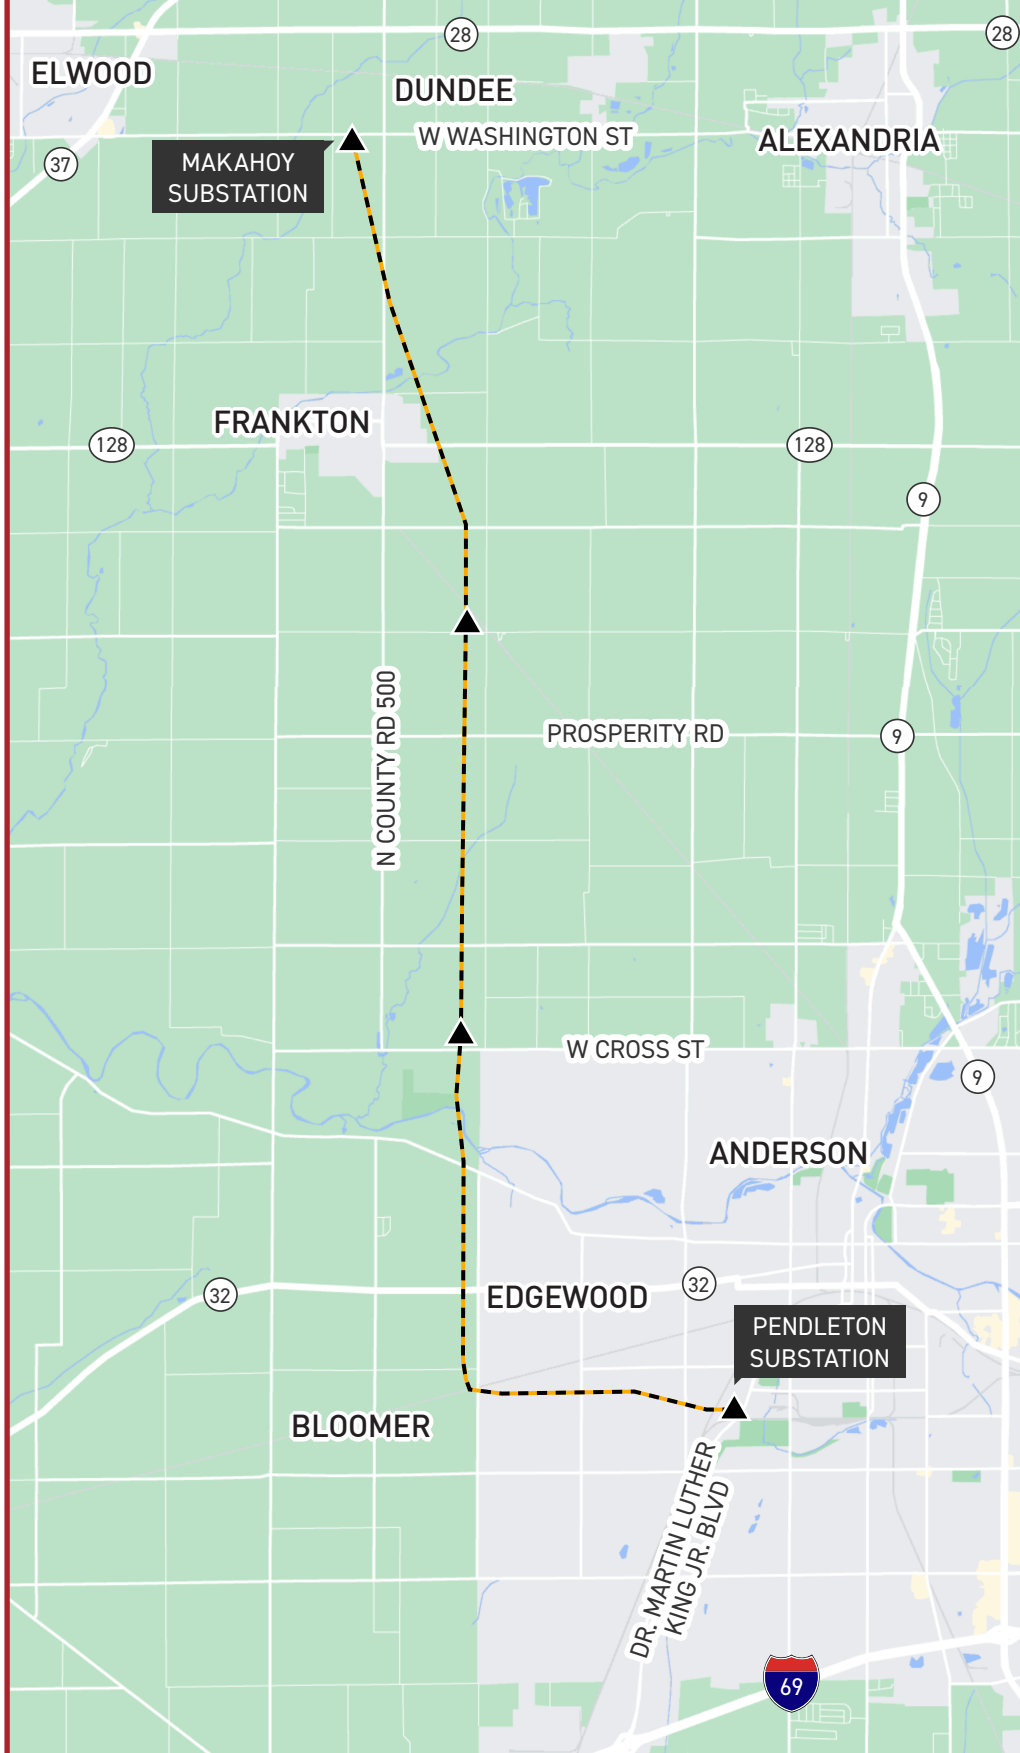 28
28
ELWOOD
DUNDEE
W WASHINGTON ST
ALEXANDRIA
37
MAKAHOY
SUBSTATION
FRANKTON
128
128
9
N COUNTY RD 500
PROSPERITY RD
9
W CROSS ST
9
ANDERSON
32
EDGEWOOD
32
PENDLETON
SUBSTATION
BLOOMER
DR. MARTIN LUTHER
KING JR. BLVD
69